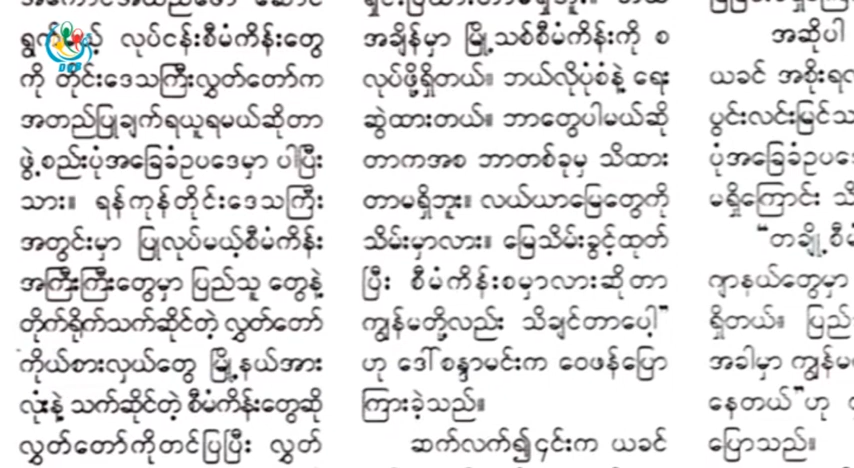 ရွက်မည့် လုပ်ငန်းစီမံကိန်းတွေ
ကို တိုင်းဒေသကြီးလွှတ်တော်က
အတည်ပြုချက်ရယူရမယ်ဆိုတာ
ဖွဲ့စည်းပုံအခြေခံဥပဒေမှာ ပါပြီး
သား။ ရန်ကုန်တိုင်းဒေသကြီး
အတွင်းမှာ ပြုလုပ်မယ့်စီမံကိန်း
အကြီးကြီးတွေမှာ ပြည်သူ တွေနဲ့
တိုက်ရိုက်သက်ဆိုင်တဲ့ လွှတ်တော်
ကိုယ်စားလှယ်တွေ မြို့နယ်အား
လုံးနဲ့ သက်ဆိုင်တဲ့ စီမံကိန်းတွေဆို
လွှတ်တော်ကိုတင်ပြပြီး လွှတ်
အချိန်မှာ မြို့သစ်စီမံကိန်းကို စ
လုပ်ဖို့ရှိတယ်။ ဘယ်လိုပုံစံနဲ့ ရေး
ဆွဲထားတယ်။ ဘာတွေပါမယ်ဆို
တာကအစ ဘာတစ်ခုမှ သိထား
တာမရှိဘူး။ လယ်ယာမြေတွေကို
သိမ်းမှာလား။ မြေသိမ်းခွင့်ထုတ်
ပြီး စီမံကိန်းစမှာလားဆိုတာ
ကျွန်မတို့လည်း သိချင်တာပေါ့”
ဟု ဒေါ်စန္ဒာမင်းက ဝေဖန်ပြော
ကြားခဲ့သည်။
ဆက်လက်၍၎င်းက ယခင်
အဆိုပါ
ယခင် အစိုးရ
ပွင်းလင်းမြင်သ
ပုံအခြေခံဥပဒေ
မရှိကြောင်း သိ
“တချို့စီမံ
ကျာနယ်တွေမှာ
ရှိတယ်။ ပြည်
အခါမှာ ကျွန်မ
နေတယ်”ဟု
ပြောသည်။